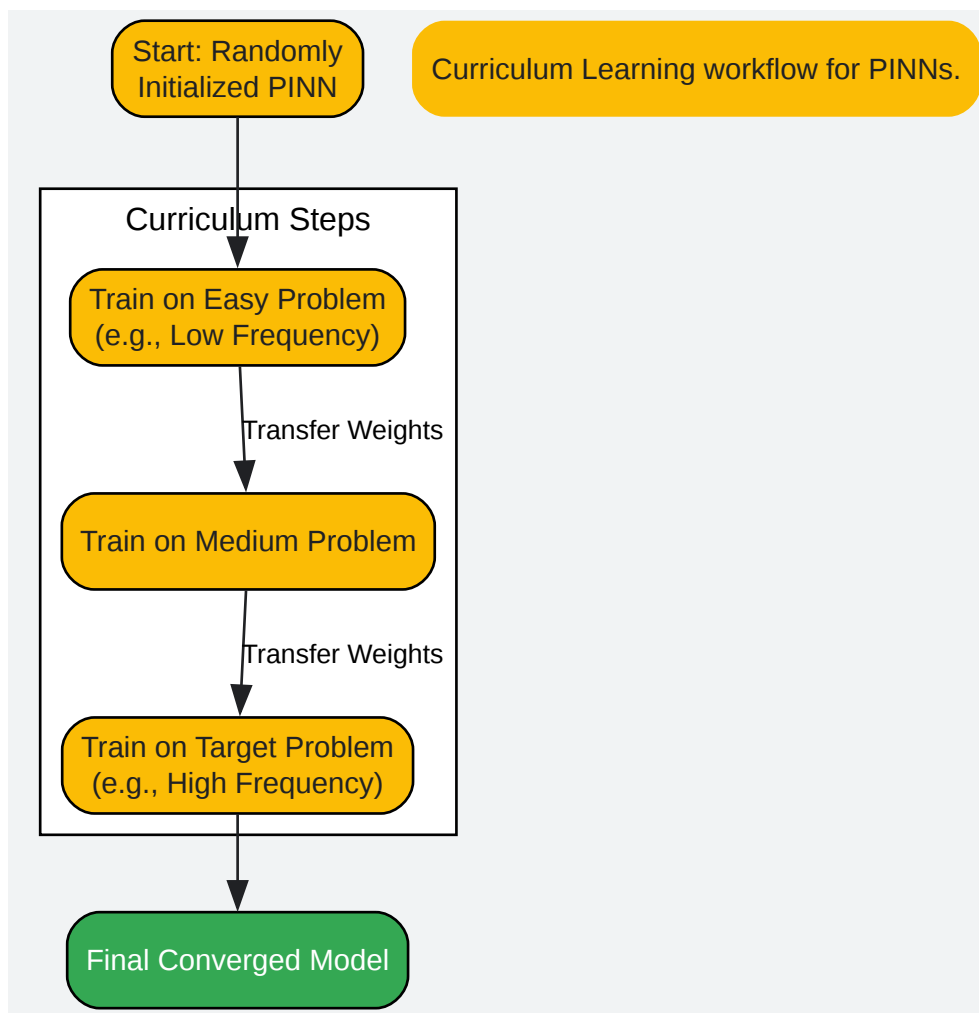 Start: Randomly
Initialized PINN
Curriculum Learning workflow for PINNs.
Curriculum Steps
Train on Easy Problem
(e.g., Low Frequency)
Transfer Weights
Train on Medium Problem
Transfer Weights
Train on Target Problem
(e.g., High Frequency)
Final Converged Model